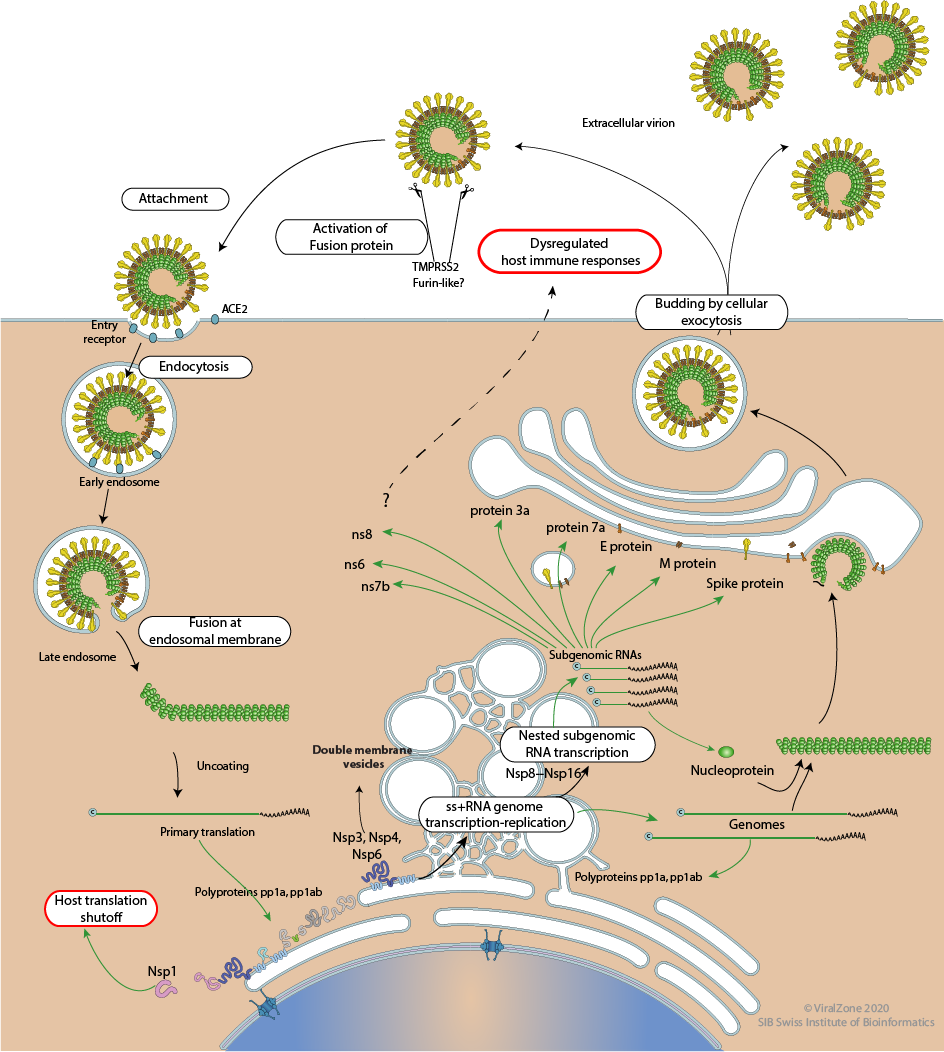 Extracellular virion
Attachment
Activation of
Fusion protein
TMPRSS2
Furin-like?
Dysregulated
host immune responses
Budding by cellular
exocytosis
ACE2
Entry
receptor
Endocytosis
Early endosome
?
protein 3a
protein 7a
ns8
E protein
ns6
M protein
ns7b
Spike protein
Fusion at
endosomal membrane
Late endosome
Subgenomic RNAs
C
C
C
C
Nested subgenomic
RNA transcription
Double membrane
vesicles
Uncoating
Nsp8–Nsp16
Nucleoprotein
ss+RNA genome
transcription-replication
C
C
Genomes
C
Primary translation
Nsp3, Nsp4,
Nsp6
Polyproteins pp1a, pp1ab
Polyproteins pp1a, pp1ab
Host translation
shutoff
Nsp1
© ViralZone 2020
SIB Swiss Institute of Bioinformatics